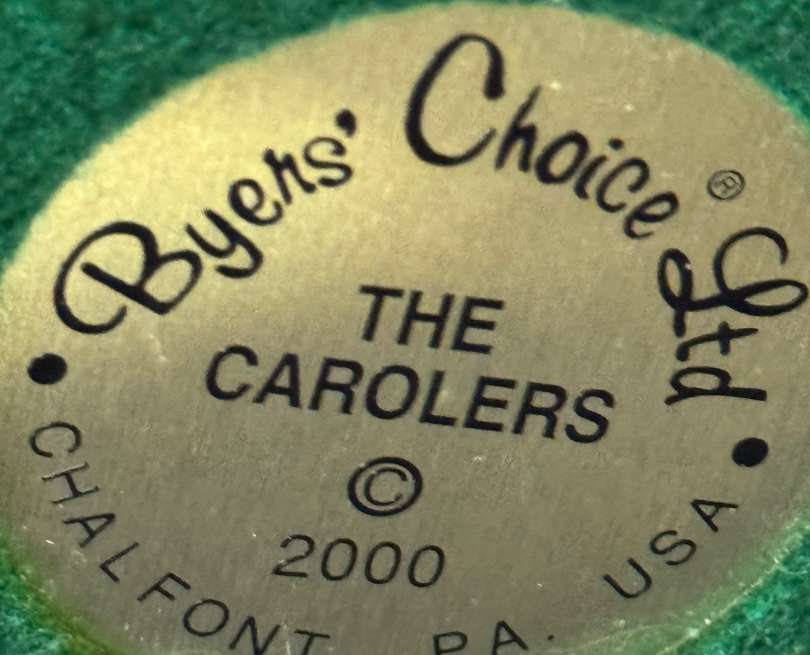 Byers' Choice Ltd
®
THE
CAROLERS
©
2000
• CHALFONT PA. USA •